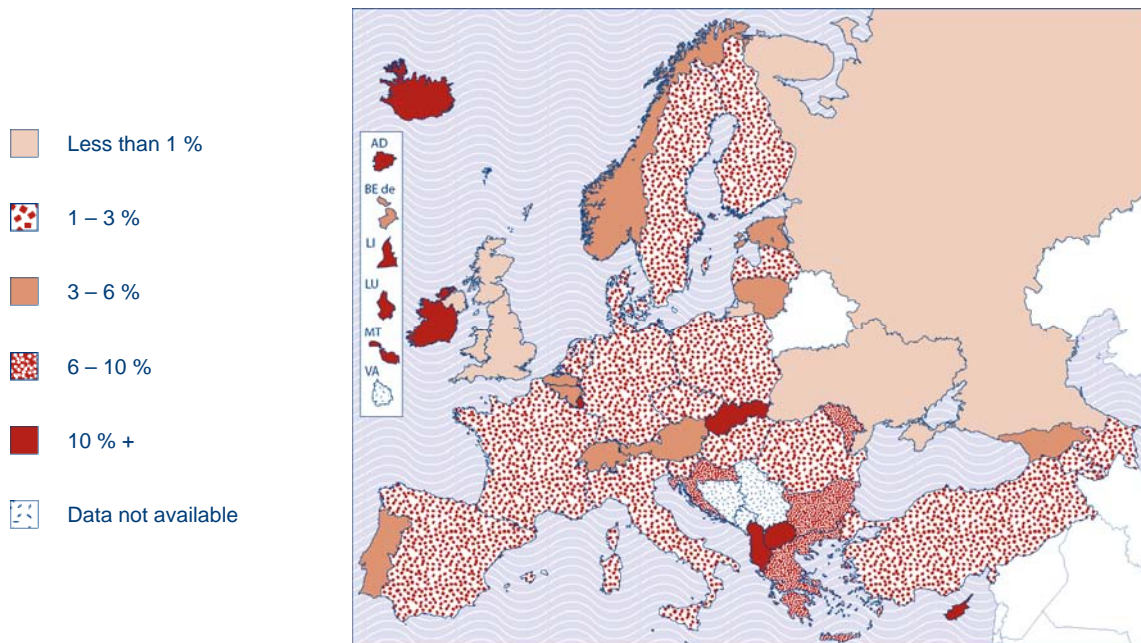 Less than 1 %
1 – 3 %
3 – 6 %
6 – 10 %
10 % +
Data not available
AD
BE de
LI
LU
MT
VA